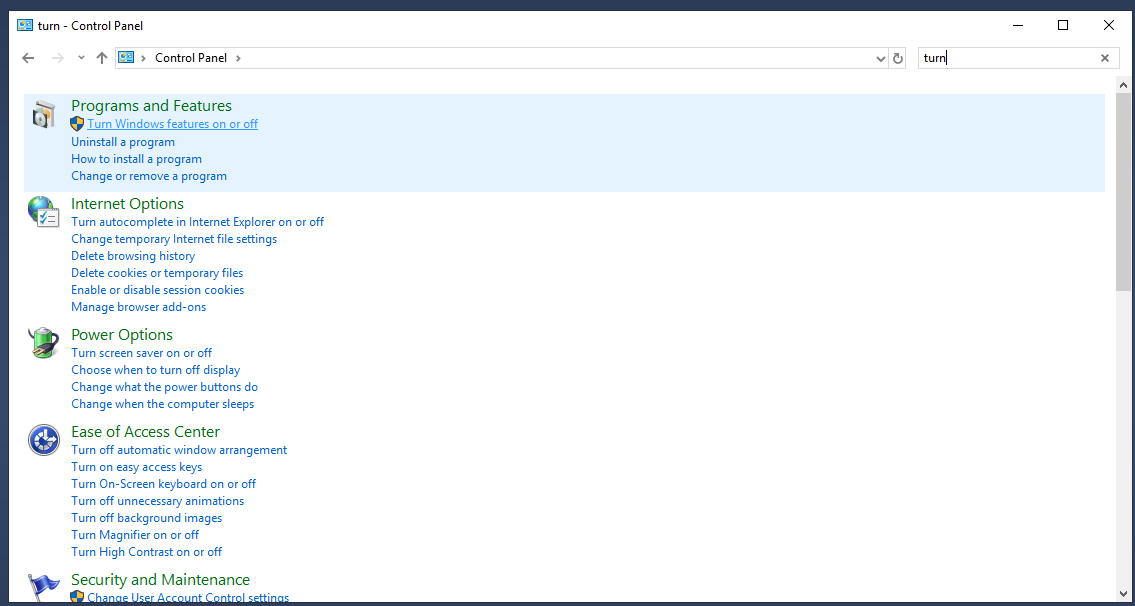 turn - Control Panel
Control Panel
turn
Programs and Features
Turn Windows features on or off
Uninstall a program
How to install a program
Change or remove a program
Internet Options
Turn autocomplete in Internet Explorer on or off
Change temporary Internet file settings
Delete browsing history
Delete cookies or temporary files
Enable or disable session cookies
Manage browser add-ons
Power Options
Turn screen saver on or off
Choose when to turn off display
Change what the power buttons do
Change when the computer sleeps
Ease of Access Center
Turn off automatic window arrangement
Turn on easy access keys
Turn On-Screen keyboard on or off
Turn off unnecessary animations
Turn off background images
Turn Magnifier on or off
Turn High Contrast on or off
Security and Maintenance
Change User Account Control settings